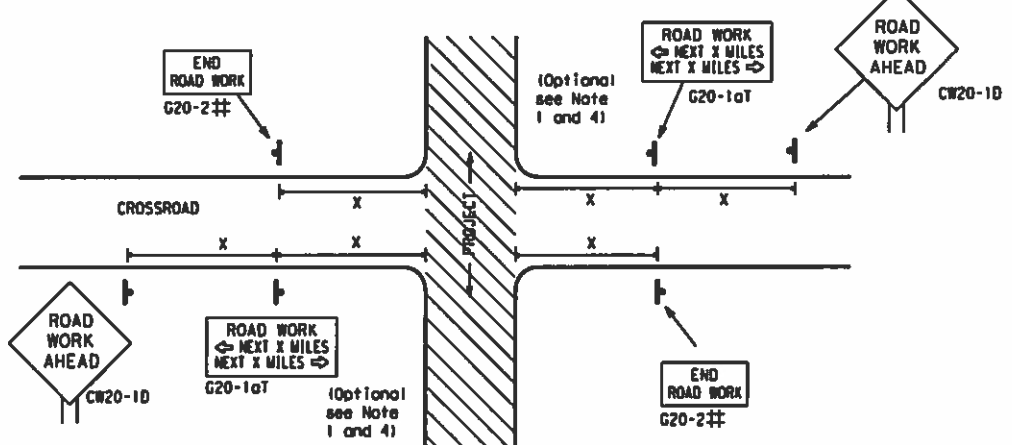 END
ROAD WORK
G20-2##
ROAD WORK
⇦ NEXT X MILES
NEXT X MILES ⇨
G20-1aT
(Optional
see Note
1 and 4)
ROAD
WORK
AHEAD
CW20-1D
CROSSROAD
X
X
X
PROJECT
X
X
X
ROAD
WORK
AHEAD
CW20-1D
ROAD WORK
⇦ NEXT X MILES
NEXT X MILES ⇨
G20-1aT
(Optional
see Note
1 and 4)
END
ROAD WORK
G20-2##